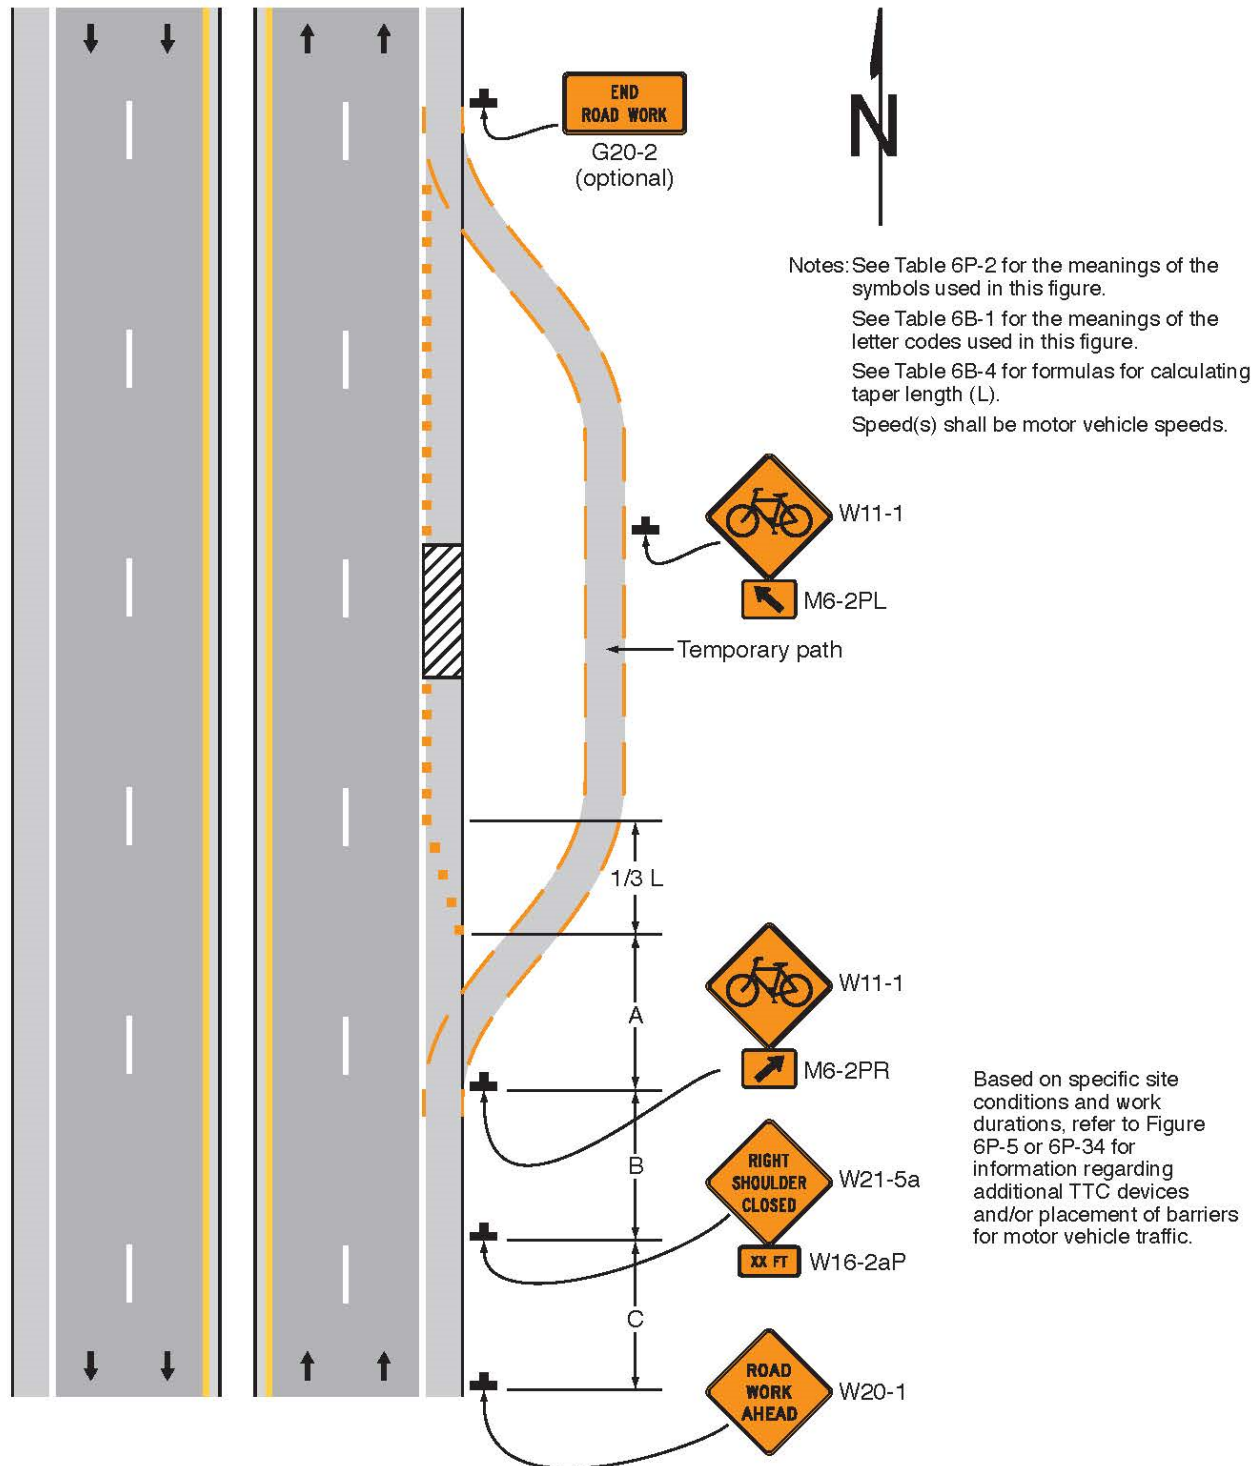 END
ROAD WORK
G20-2
(optional)
N
Notes: See Table 6P-2 for the meanings of the
symbols used in this figure.
See Table 6B-1 for the meanings of the
letter codes used in this figure.
See Table 6B-4 for formulas for calculating
taper length (L).
Speed(s) shall be motor vehicle speeds.
W11-1
M6-2PL
Temporary path
1/3 L
W11-1
A
M6-2PR
Based on specific site
conditions and work
durations, refer to Figure
6P-5 or 6P-34 for
information regarding
additional TTC devices
and/or placement of barriers
for motor vehicle traffic.
B
RIGHT
SHOULDER
CLOSED
W21-5a
XX FT
W16-2aP
C
ROAD
WORK
AHEAD
W20-1